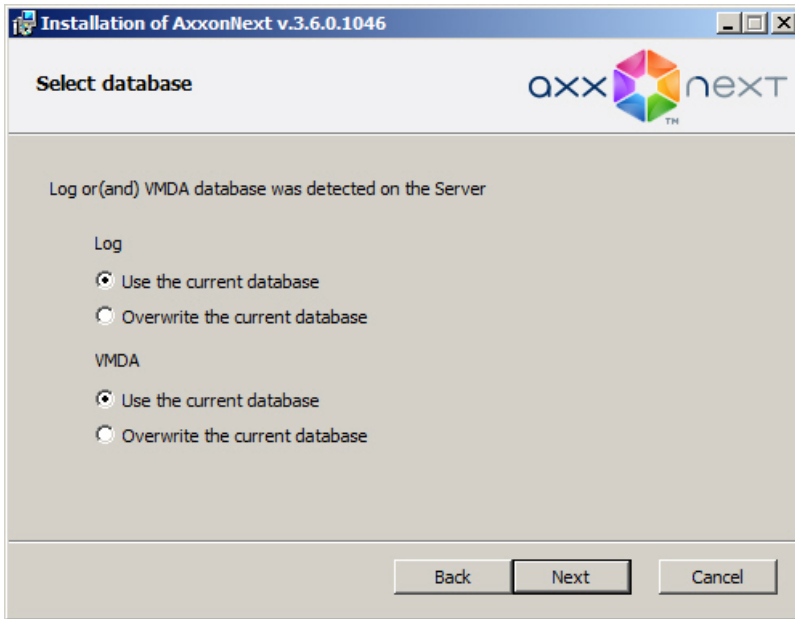 Installation of AxxonNext v.3.6.0.1046
Select database
axxnext
TM
Log or(and) VMDA database was detected on the Server
Log
Use the current database
Overwrite the current database
VMDA
Use the current database
Overwrite the current database
Back Next Cancel